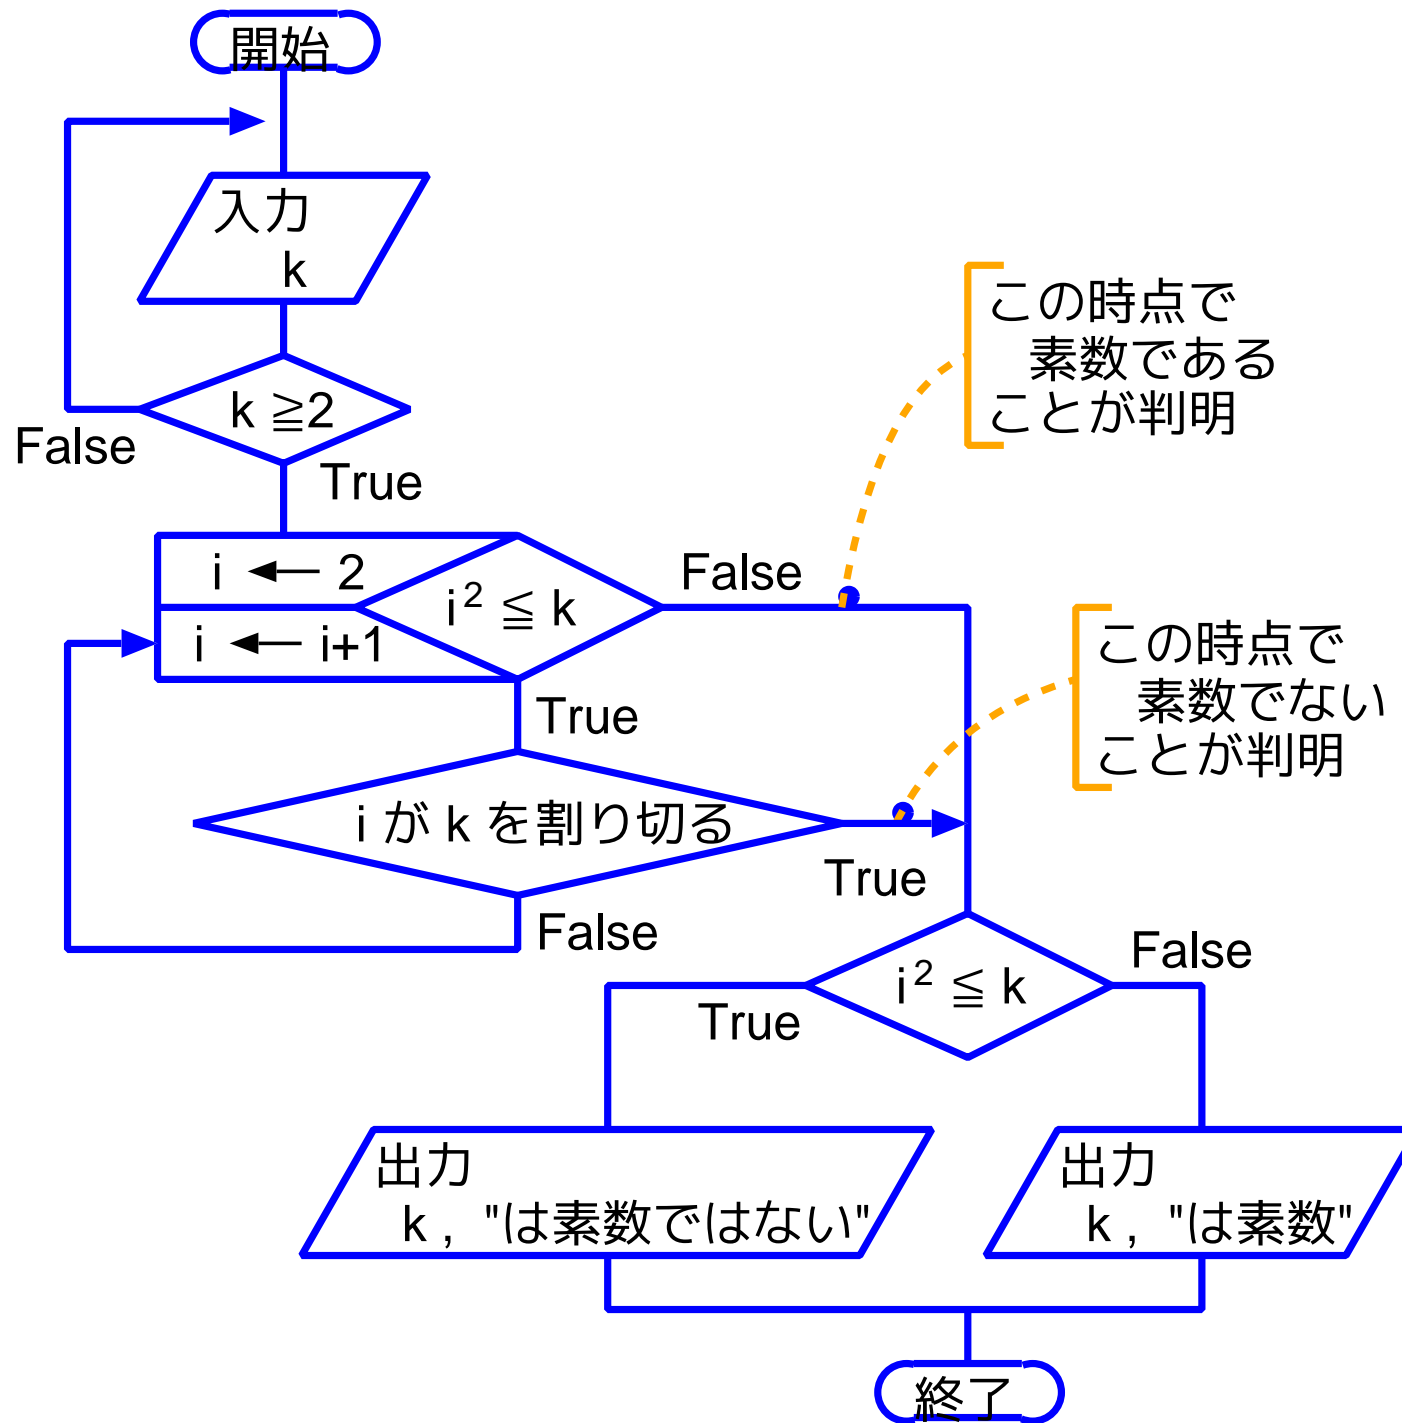 開始
入力
k
k ≧2
False
True
i ← 2
i ← i+1
i² ≦ k
False
True
この時点で
素数である
ことが判明
この時点で
素数でない
ことが判明
i が k を割り切る
True
False
i² ≦ k
True
False
出力
k , "は素数ではない"
出力
k , "は素数"
終了